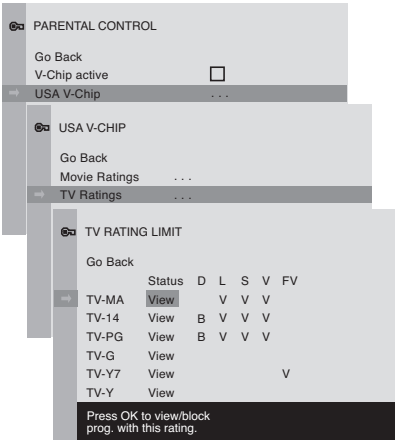 PARENTAL CONTROL
Go Back
V-Chip active
USA V-Chip . . .
USA V-CHIP
Go Back
Movie Ratings . . .
TV Ratings . . .
TV RATING LIMIT
Go Back
Status D L S V FV
TV-MA View V V V
TV-14 View B V V V
TV-PG View B V V V
TV-G View
TV-Y7 View V
TV-Y View
Press OK to view/block
prog. with this rating.